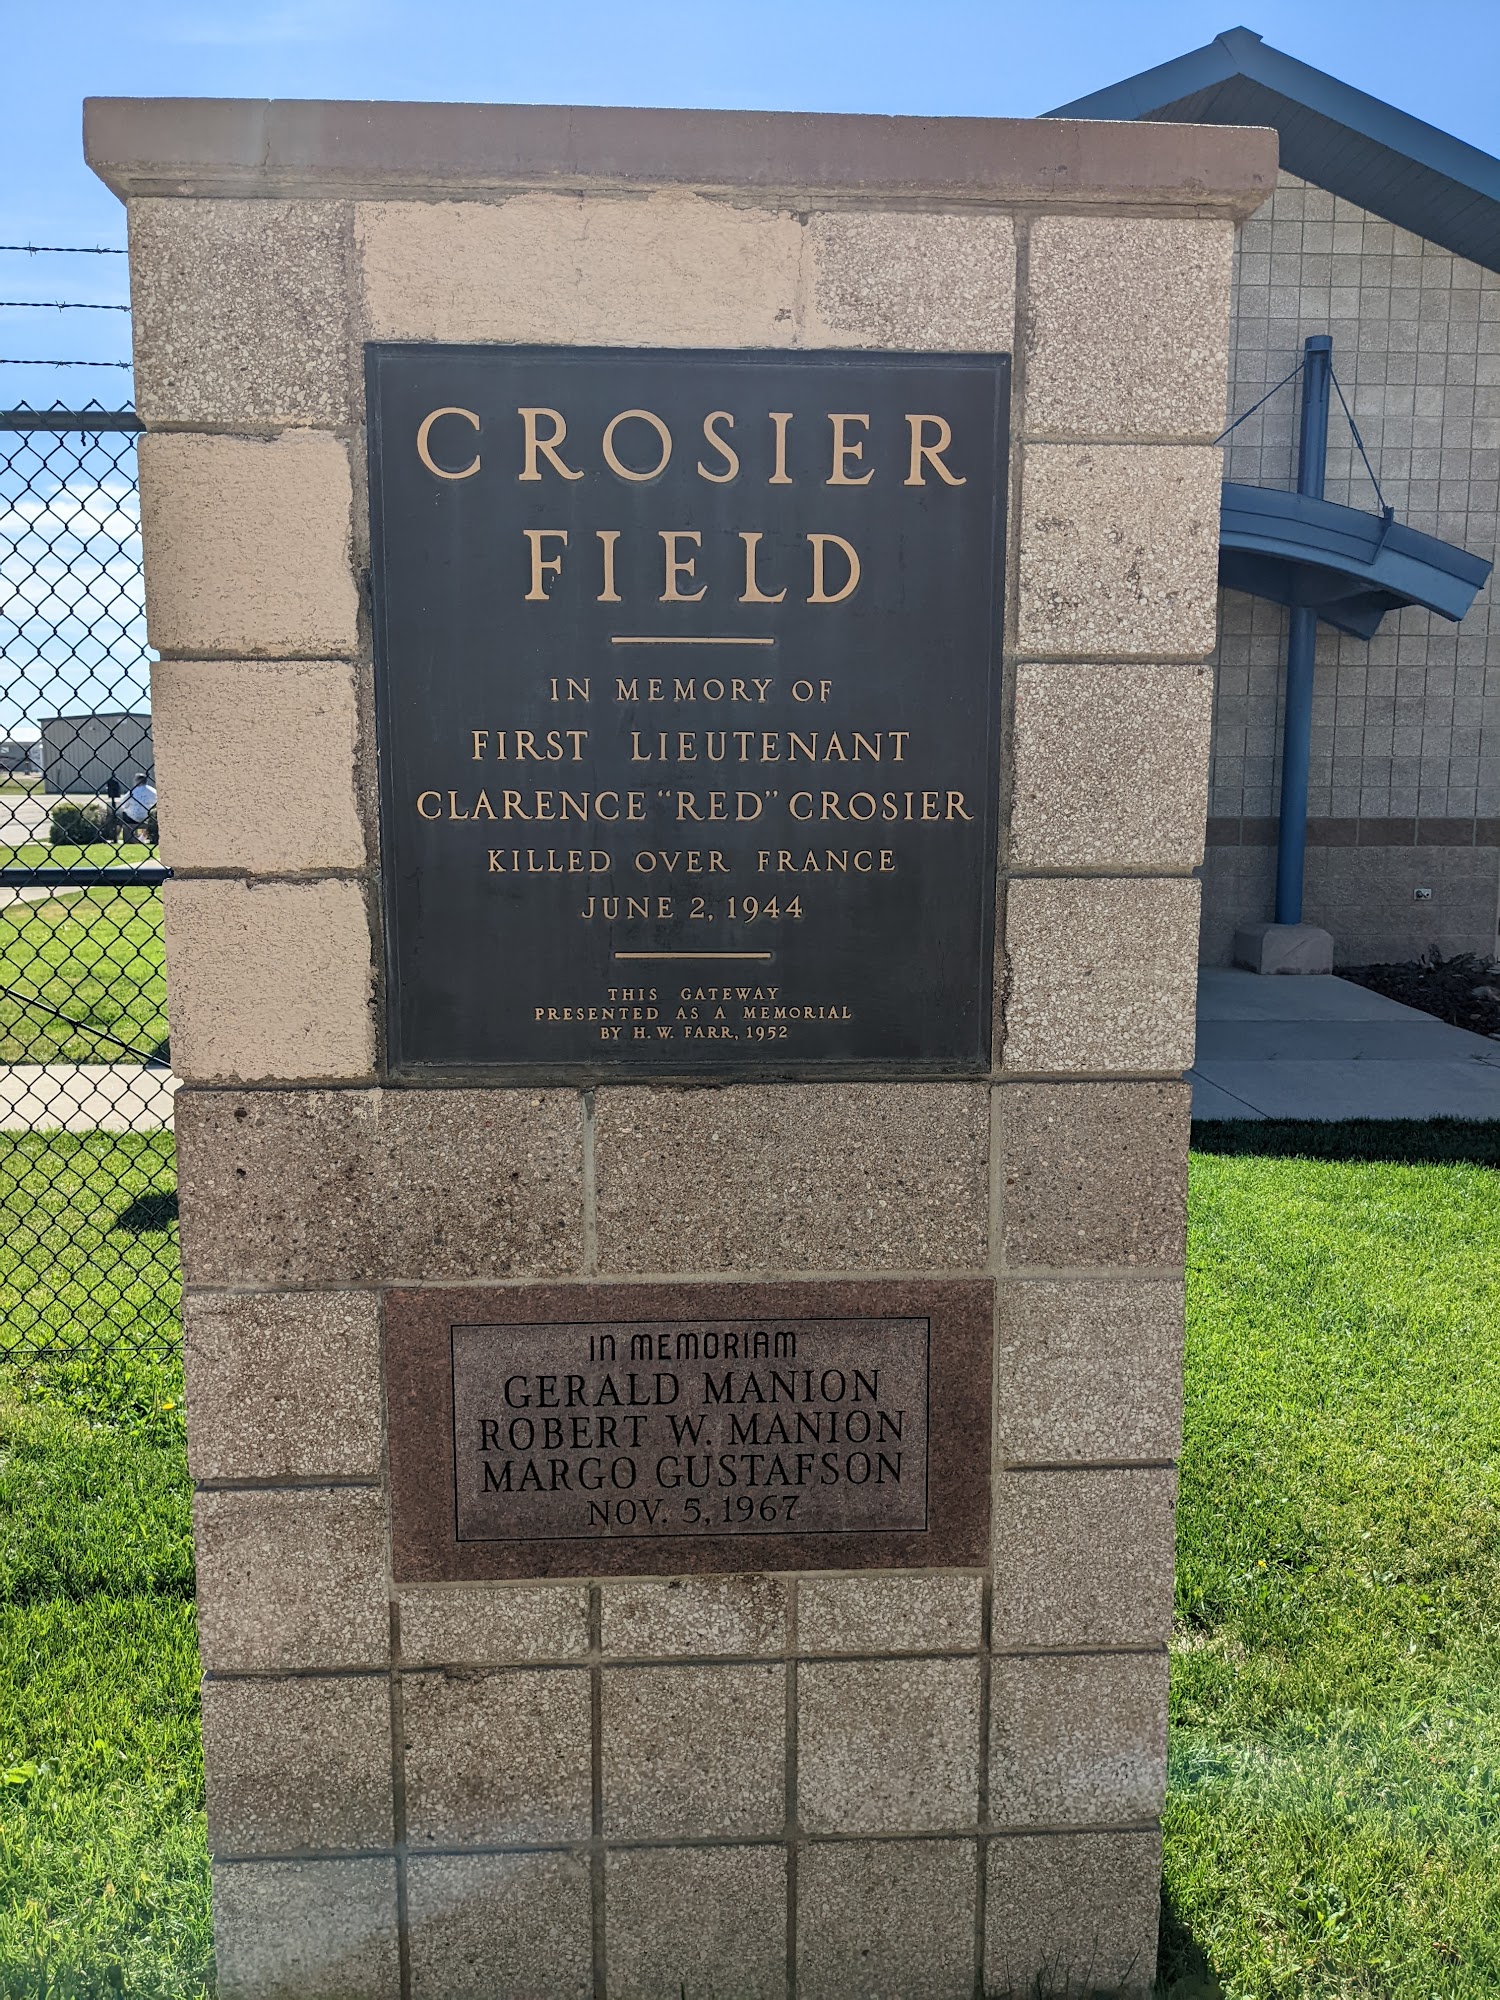 CROSIER
FIELD
IN MEMORY OF
FIRST LIEUTENANT
CLARENCE "RED" CROSIER
KILLED OVER FRANCE
JUNE 2, 1944
THIS GATEWAY
PRESENTED AS A MEMORIAL
BY H. W. FARR, 1952
IN MEMORIAM
GERALD MANION
ROBERT W. MANION
MARGO GUSTAFSON
NOV. 5, 1967